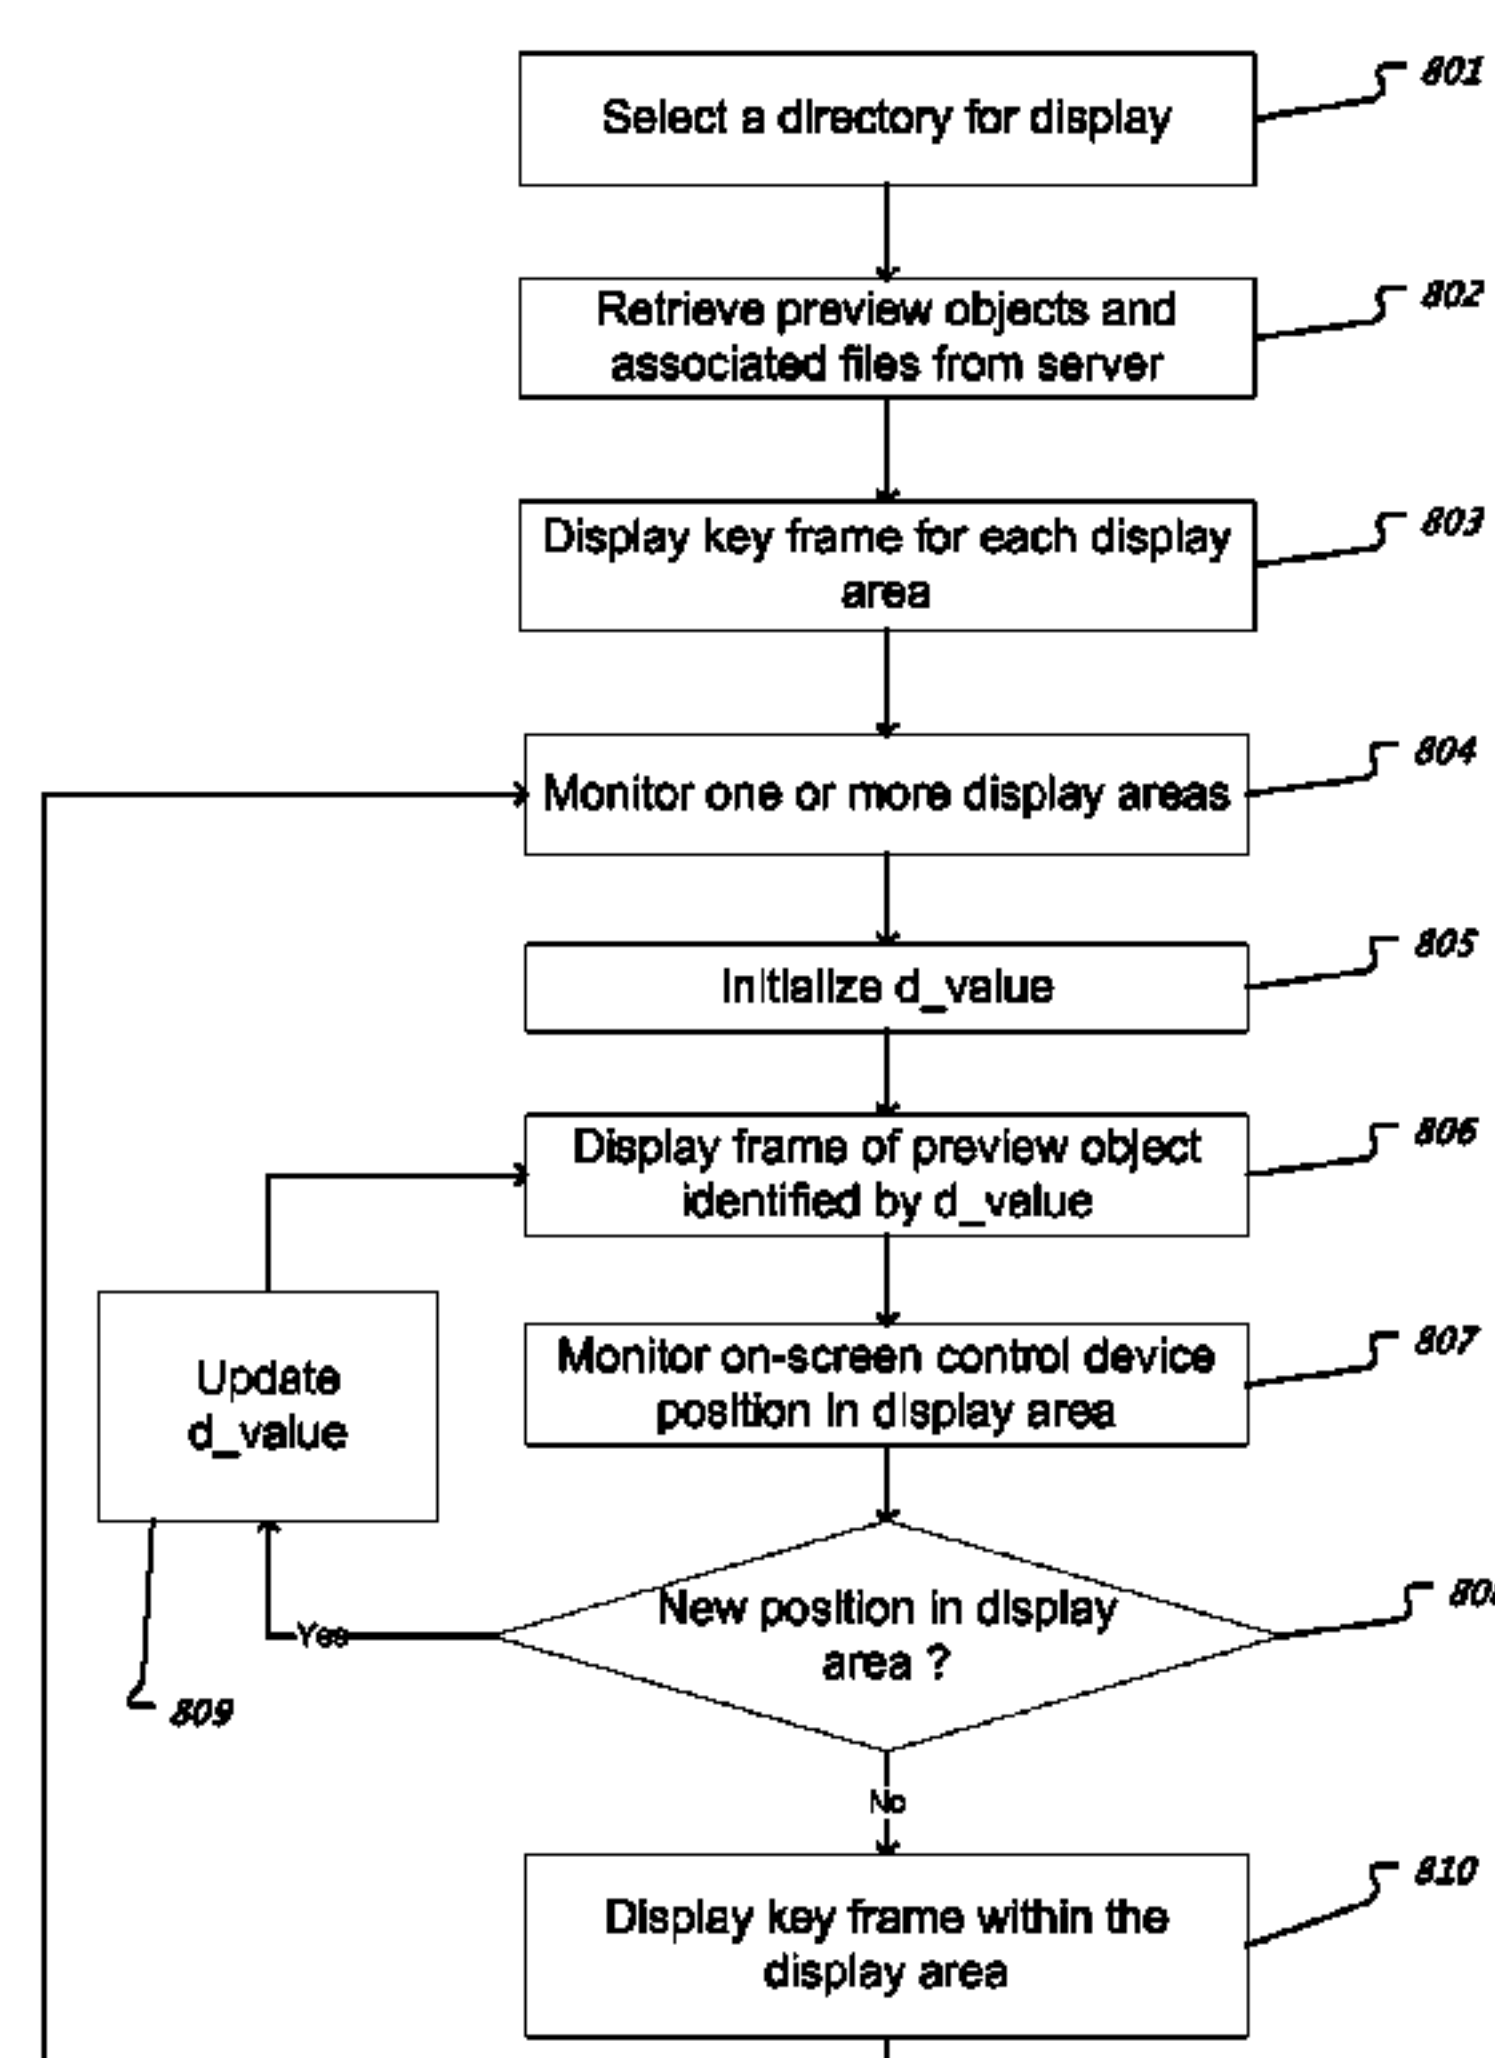 Select a directory for display
801
Retrieve preview objects and
associated files from server
802
Display key frame for each display
area
803
Monitor one or more display areas
804
Initialize d_value
805
Display frame of preview object
identified by d_value
806
Update
d_value
809
Monitor on-screen control device
position in display area
807
New position in display
area ?
Yes
No
Display key frame within the
display area
810